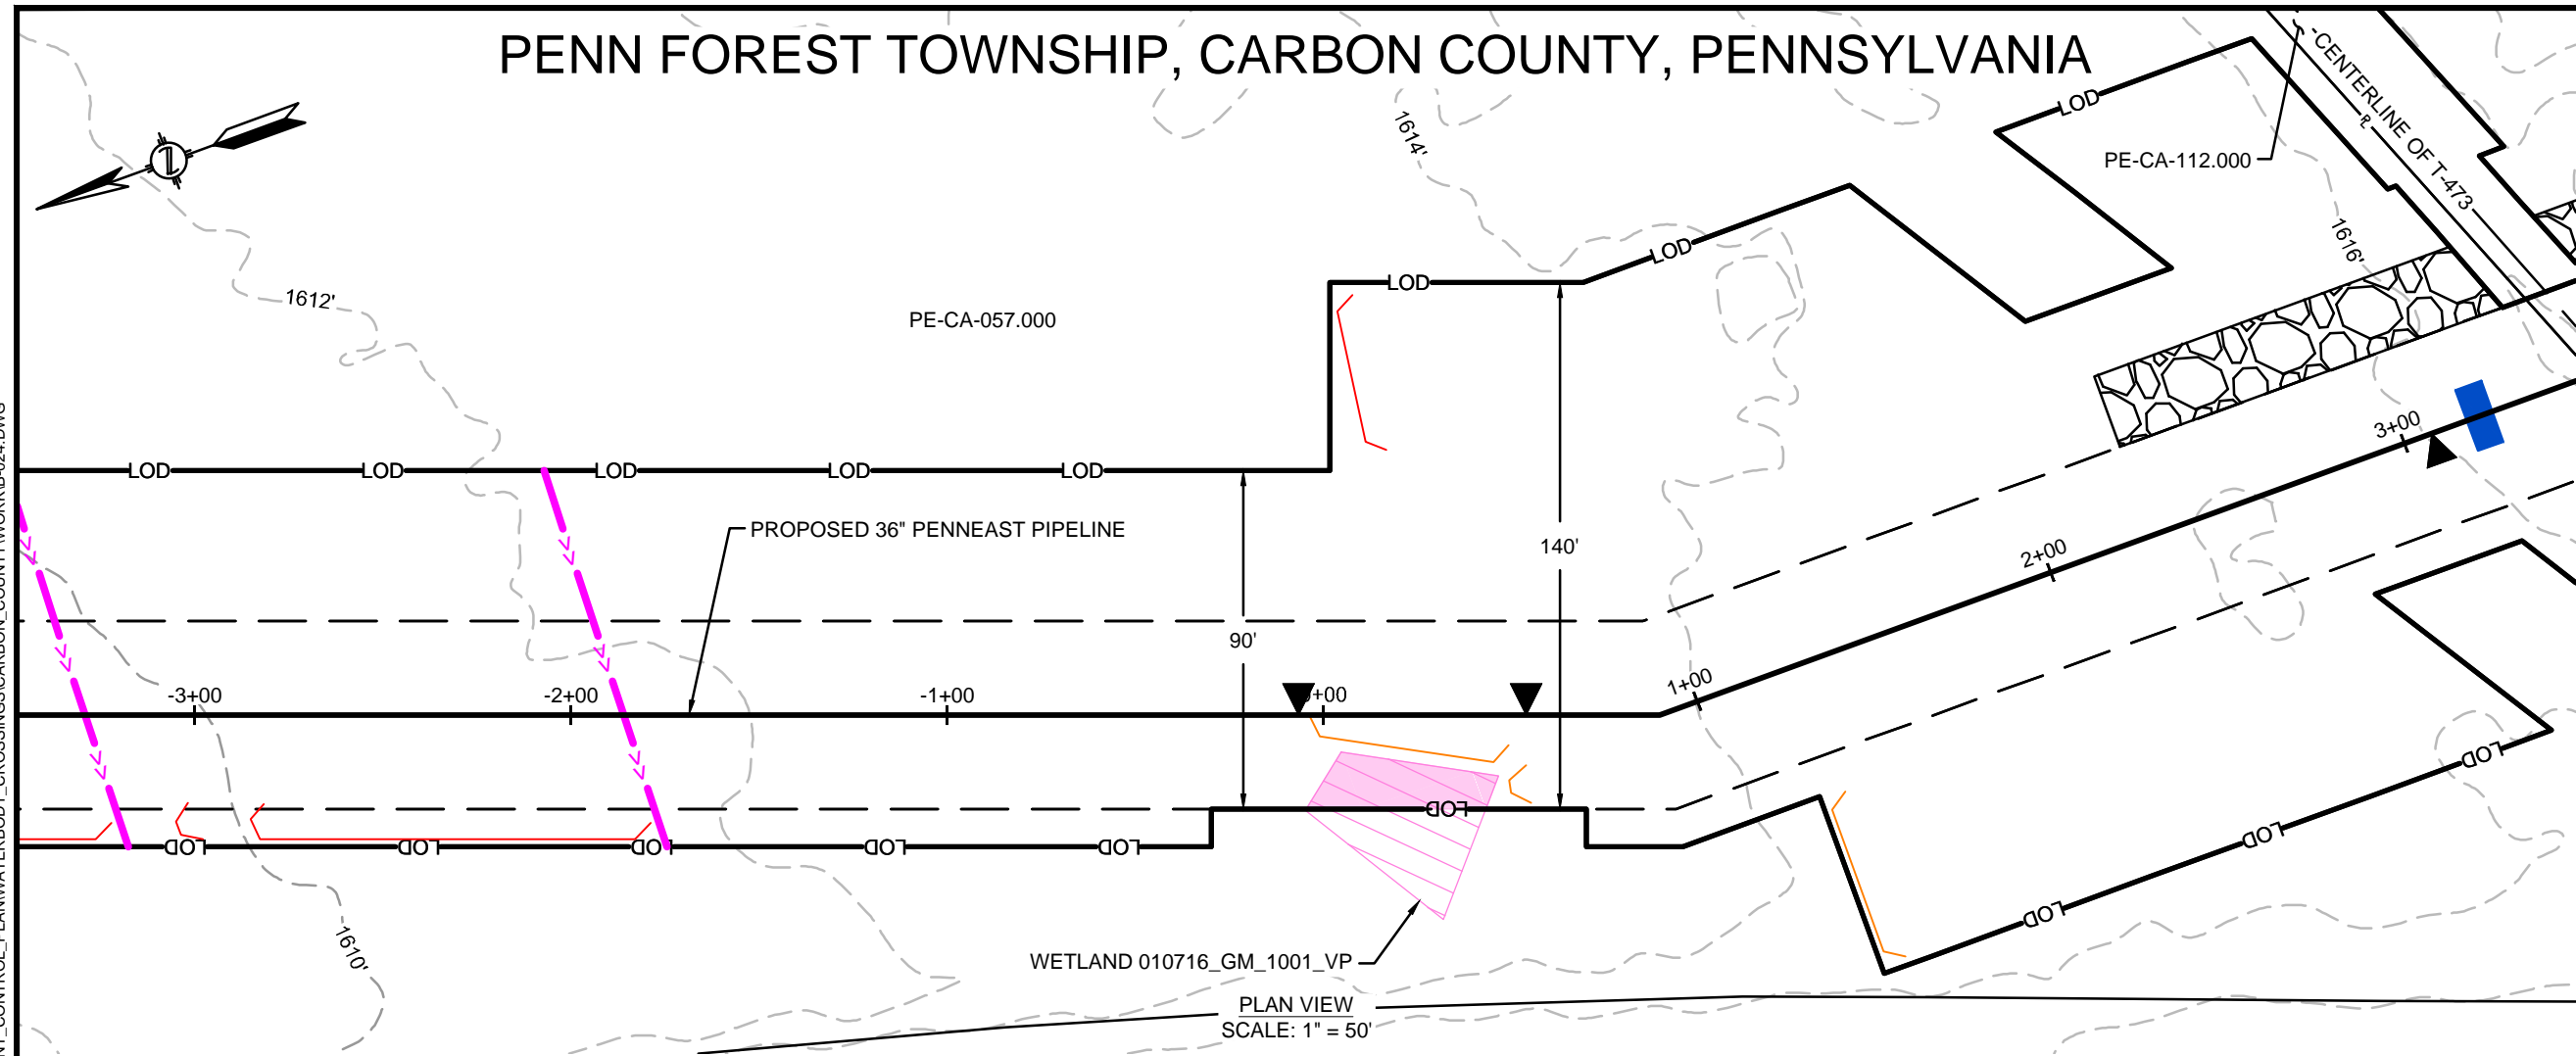 PENN FOREST TOWNSHIP, CARBON COUNTY, PENNSYLVANIA
LOD
CENTERLINE OF T-473
PE-CA-112.000
1614'
1616'
LOD
1612'
LOD
PE-CA-057.000
3+00
LOD
LOD
LOD
LOD
LOD
PROPOSED 36" PENNEAST PIPELINE
140'
2+00
90'
-3+00
-2+00
-1+00
0+00
1+00
LOD
LOD
LOD
LOD
LOD
LOD
LOD
LOD
LOD
1610'
WETLAND 010716_GM_1001_VP
PLAN VIEW
SCALE: 1" = 50'